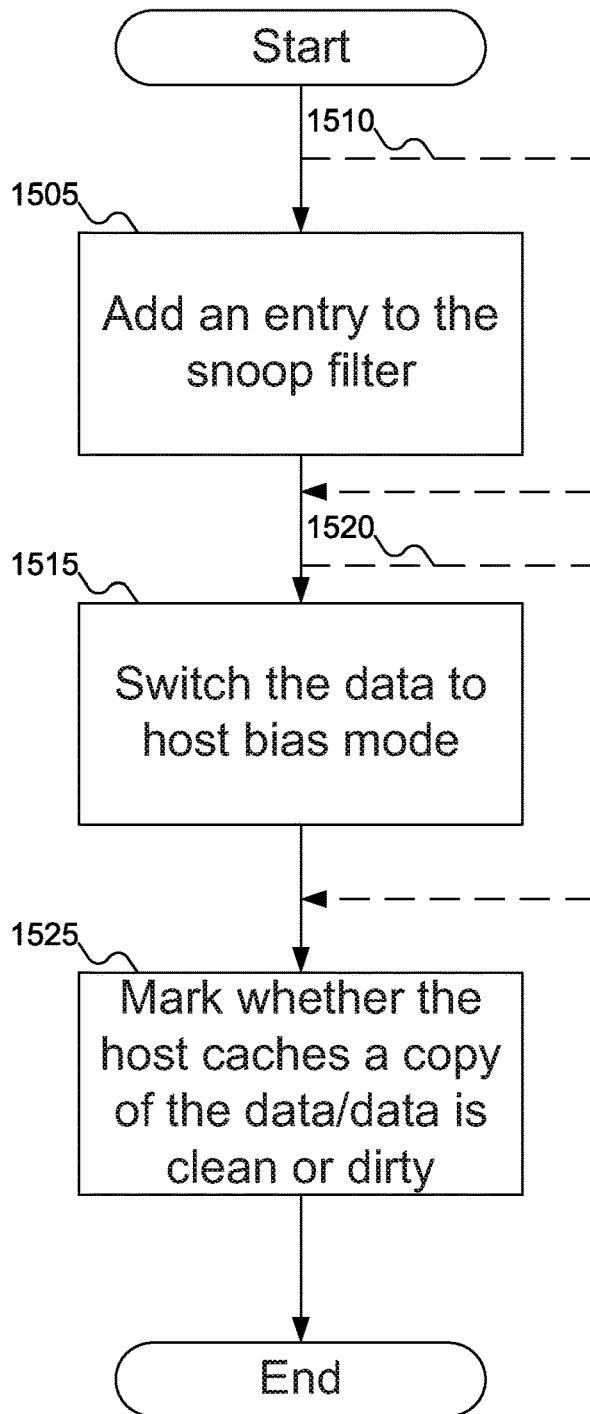 Start
1510
1505
Add an entry to the
snoop filter
1520
1515
Switch the data to
host bias mode
1525
Mark whether the
host caches a copy
of the data/data is
clean or dirty
End